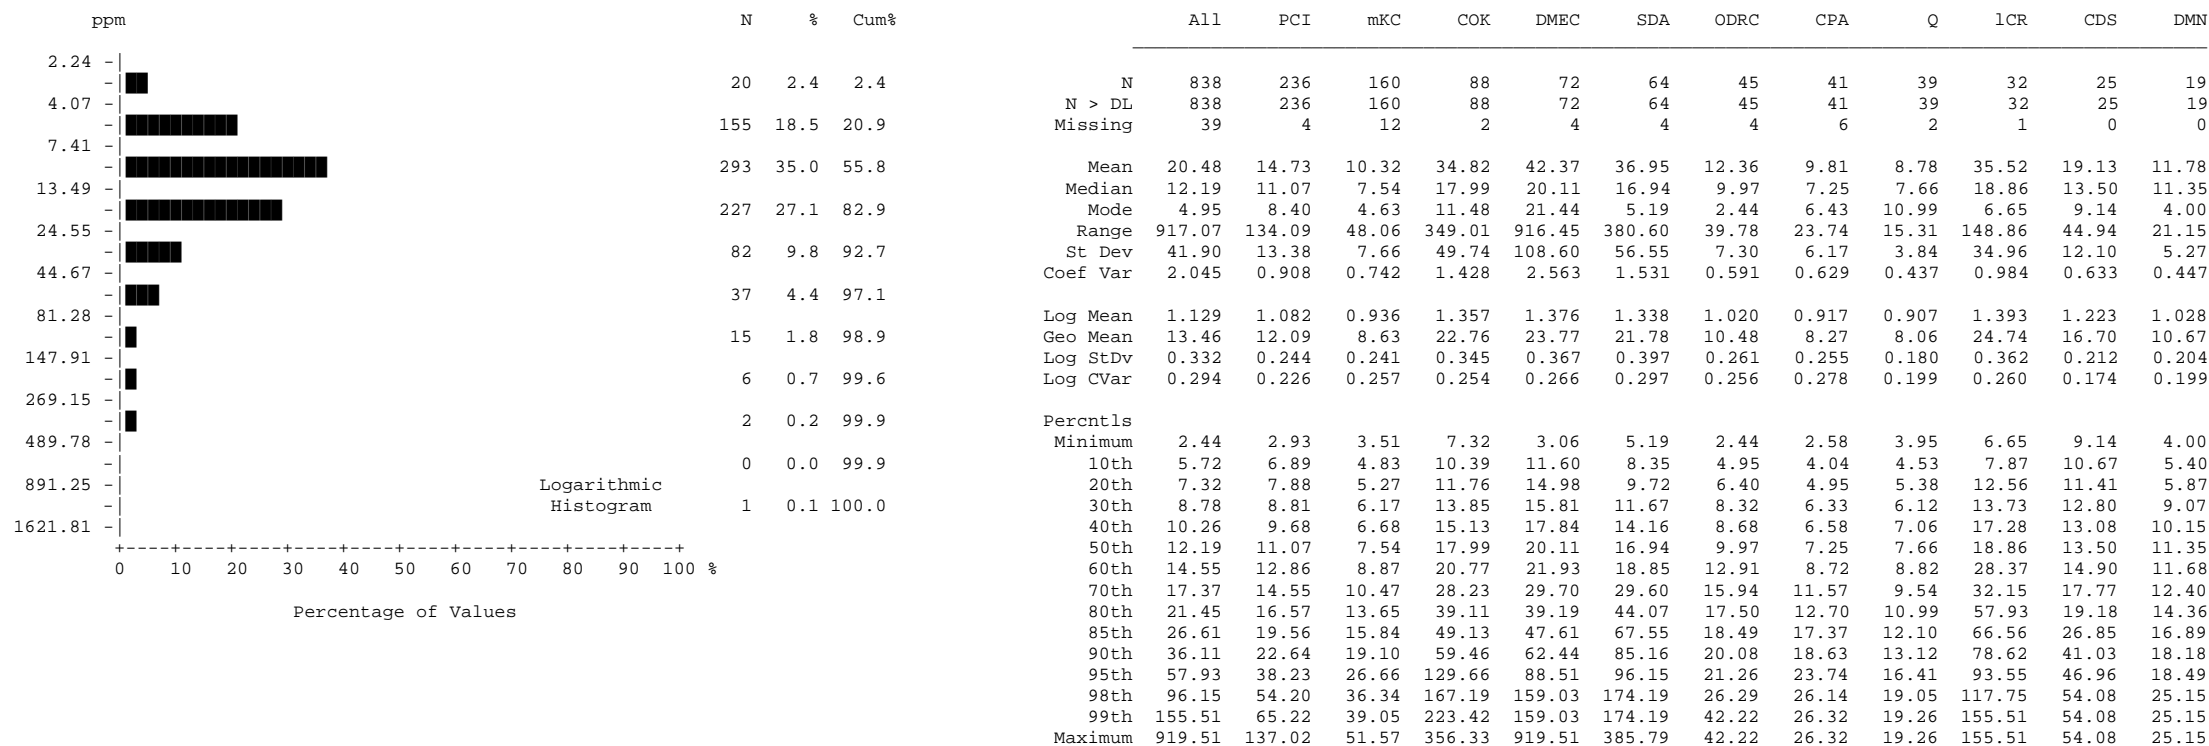 ppm N % Cum% All PCI mKC COK DMEC SDA ODRC CPA Q lCR CDS DMN
2.24 -|
-| 20 2.4 2.4 N 838 236 160 88 72 64 45 41 39 32 25 19
4.07 -| N > DL 838 236 160 88 72 64 45 41 39 32 25 19
-| 155 18.5 20.9 Missing 39 4 12 2 4 4 4 6 2 1 0 0
7.41 -|
-| 293 35.0 55.8 Mean 20.48 14.73 10.32 34.82 42.37 36.95 12.36 9.81 8.78 35.52 19.13 11.78
13.49 -| Median 12.19 11.07 7.54 17.99 20.11 16.94 9.97 7.25 7.66 18.86 13.50 11.35
-| 227 27.1 82.9 Mode 4.95 8.40 4.63 11.48 21.44 5.19 2.44 6.43 10.99 6.65 9.14 4.00
24.55 -| Range 917.07 134.09 48.06 349.01 916.45 380.60 39.78 23.74 15.31 148.86 44.94 21.15
-| 82 9.8 92.7 St Dev 41.90 13.38 7.66 49.74 108.60 56.55 7.30 6.17 3.84 34.96 12.10 5.27
44.67 -| Coef Var 2.045 0.908 0.742 1.428 2.563 1.531 0.591 0.629 0.437 0.984 0.633 0.447
-| 37 4.4 97.1
81.28 -| Log Mean 1.129 1.082 0.936 1.357 1.376 1.338 1.020 0.917 0.907 1.393 1.223 1.028
-| 15 1.8 98.9 Geo Mean 13.46 12.09 8.63 22.76 23.77 21.78 10.48 8.27 8.06 24.74 16.70 10.67
147.91 -| Log StDv 0.332 0.244 0.241 0.345 0.367 0.397 0.261 0.255 0.180 0.362 0.212 0.204
-| 6 0.7 99.6 Log CVar 0.294 0.226 0.257 0.254 0.266 0.297 0.256 0.278 0.199 0.260 0.174 0.199
269.15 -|
-| 2 0.2 99.9 Percntls
489.78 -| Minimum 2.44 2.93 3.51 7.32 3.06 5.19 2.44 2.58 3.95 6.65 9.14 4.00
-| 0 0.0 99.9 10th 5.72 6.89 4.83 10.39 11.60 8.35 4.95 4.04 4.53 7.87 10.67 5.40
891.25 -| Logarithmic 20th 7.32 7.88 5.27 11.76 14.98 9.72 6.40 4.95 5.38 12.56 11.41 5.87
-| Histogram 1 0.1 100.0 30th 8.78 8.81 6.17 13.85 15.81 11.67 8.32 6.33 6.12 13.73 12.80 9.07
1621.81 -| 40th 10.26 9.68 6.68 15.13 17.84 14.16 8.68 6.58 7.06 17.28 13.08 10.15
+----+----+----+----+----+----+----+----+----+----+ 50th 12.19 11.07 7.54 17.99 20.11 16.94 9.97 7.25 7.66 18.86 13.50 11.35
0 10 20 30 40 50 60 70 80 90 100 % 60th 14.55 12.86 8.87 20.77 21.93 18.85 12.91 8.72 8.82 28.37 14.90 11.68
70th 17.37 14.55 10.47 28.23 29.70 29.60 15.94 11.57 9.54 32.15 17.77 12.40
Percentage of Values 80th 21.45 16.57 13.65 39.11 39.19 44.07 17.50 12.70 10.99 57.93 19.18 14.36
85th 26.61 19.56 15.84 49.13 47.61 67.55 18.49 17.37 12.10 66.56 26.85 16.89
90th 36.11 22.64 19.10 59.46 62.44 85.16 20.08 18.63 13.12 78.62 41.03 18.18
95th 57.93 38.23 26.66 129.66 88.51 96.15 21.26 23.74 16.41 93.55 46.96 18.49
98th 96.15 54.20 36.34 167.19 159.03 174.19 26.29 26.14 19.05 117.75 54.08 25.15
99th 155.51 65.22 39.05 223.42 159.03 174.19 42.22 26.32 19.26 155.51 54.08 25.15
Maximum 919.51 137.02 51.57 356.33 919.51 385.79 42.22 26.32 19.26 155.51 54.08 25.15